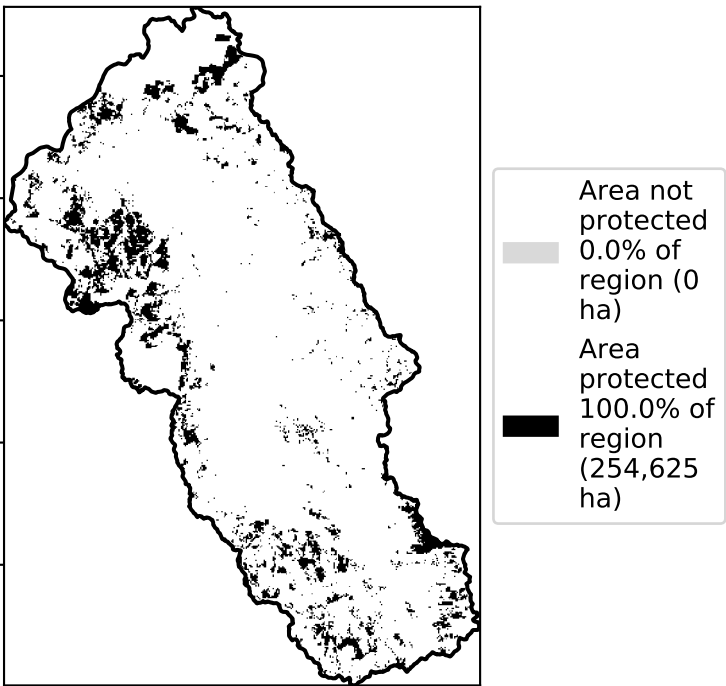 Area not
protected
0.0% of
region (0
ha)
Area
protected
100.0% of
region
(254,625
ha)